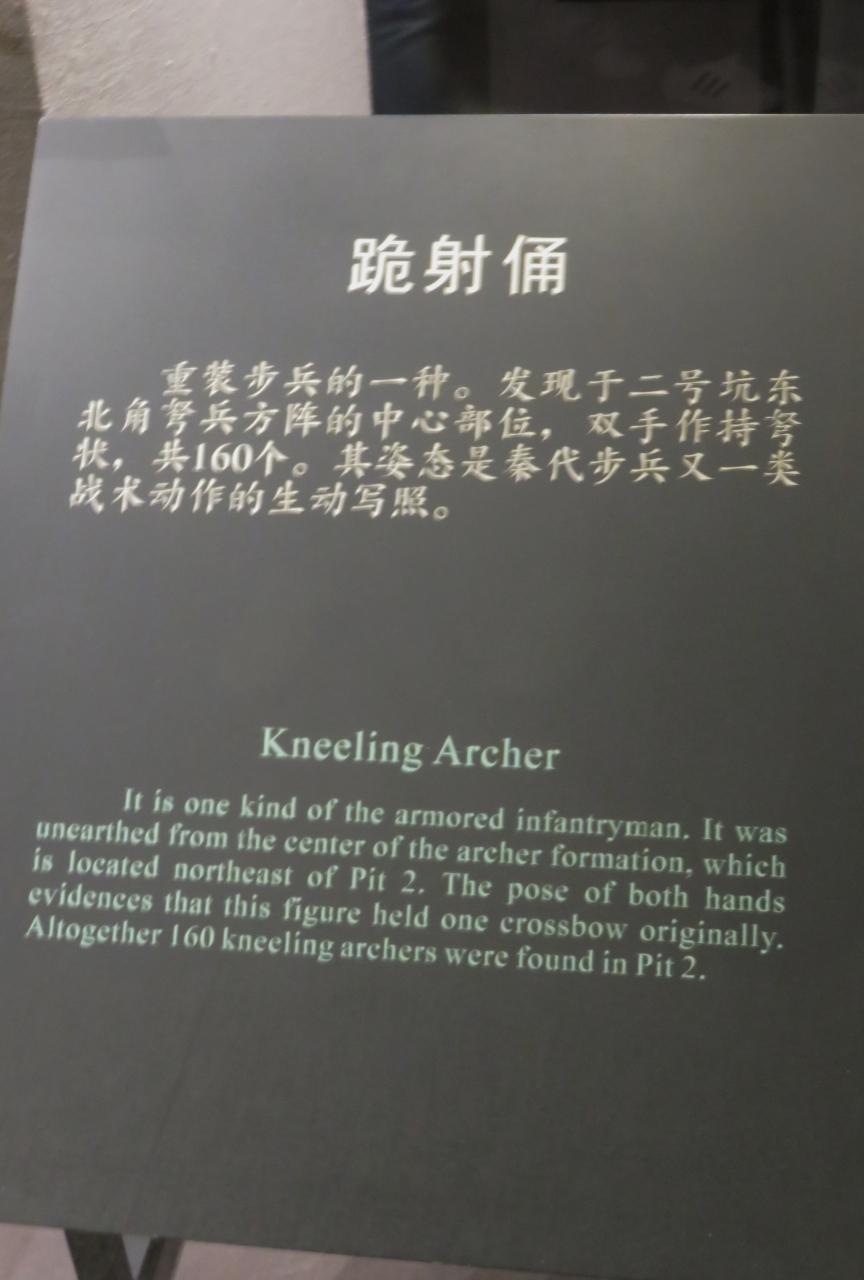 跪射俑
重装步兵的一种。发现于二号坑东
北角弩兵方阵的中心部位，双手作持弩
状，共160个。其姿态是秦代步兵又一类
战术动作的生动写照。
Kneeling Archer
It is one kind of the armored infantryman. It was
unearthed from the center of the archer formation, which
is located northeast of Pit 2. The pose of both hands
evidences that this figure held one crossbow originally.
Altogether 160 kneeling archers were found in Pit 2.